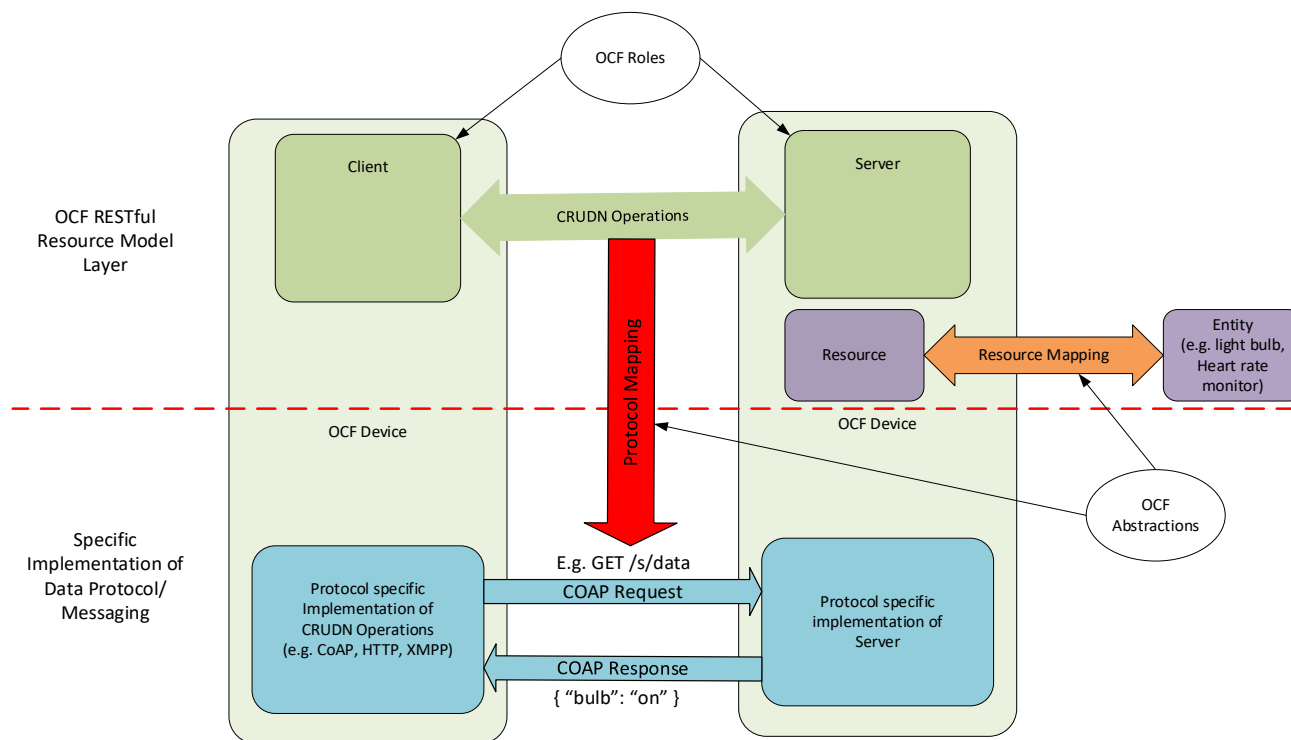 OCF Roles
Client
Server
OCF RESTful
Resource Model
Layer
CRUDN Operations
Protocol Mapping
Resource
Resource Mapping
Entity
(e.g. light bulb,
Heart rate
monitor)
OCF Device
OCF Device
OCF
Abstractions
Specific
Implementation of
Data Protocol/
Messaging
E.g. GET /s/data
COAP Request
Protocol specific
Implementation of
CRUDN Operations
(e.g. CoAP, HTTP, XMPP)
Protocol specific
implementation of
Server
COAP Response
{ “bulb”: “on” }